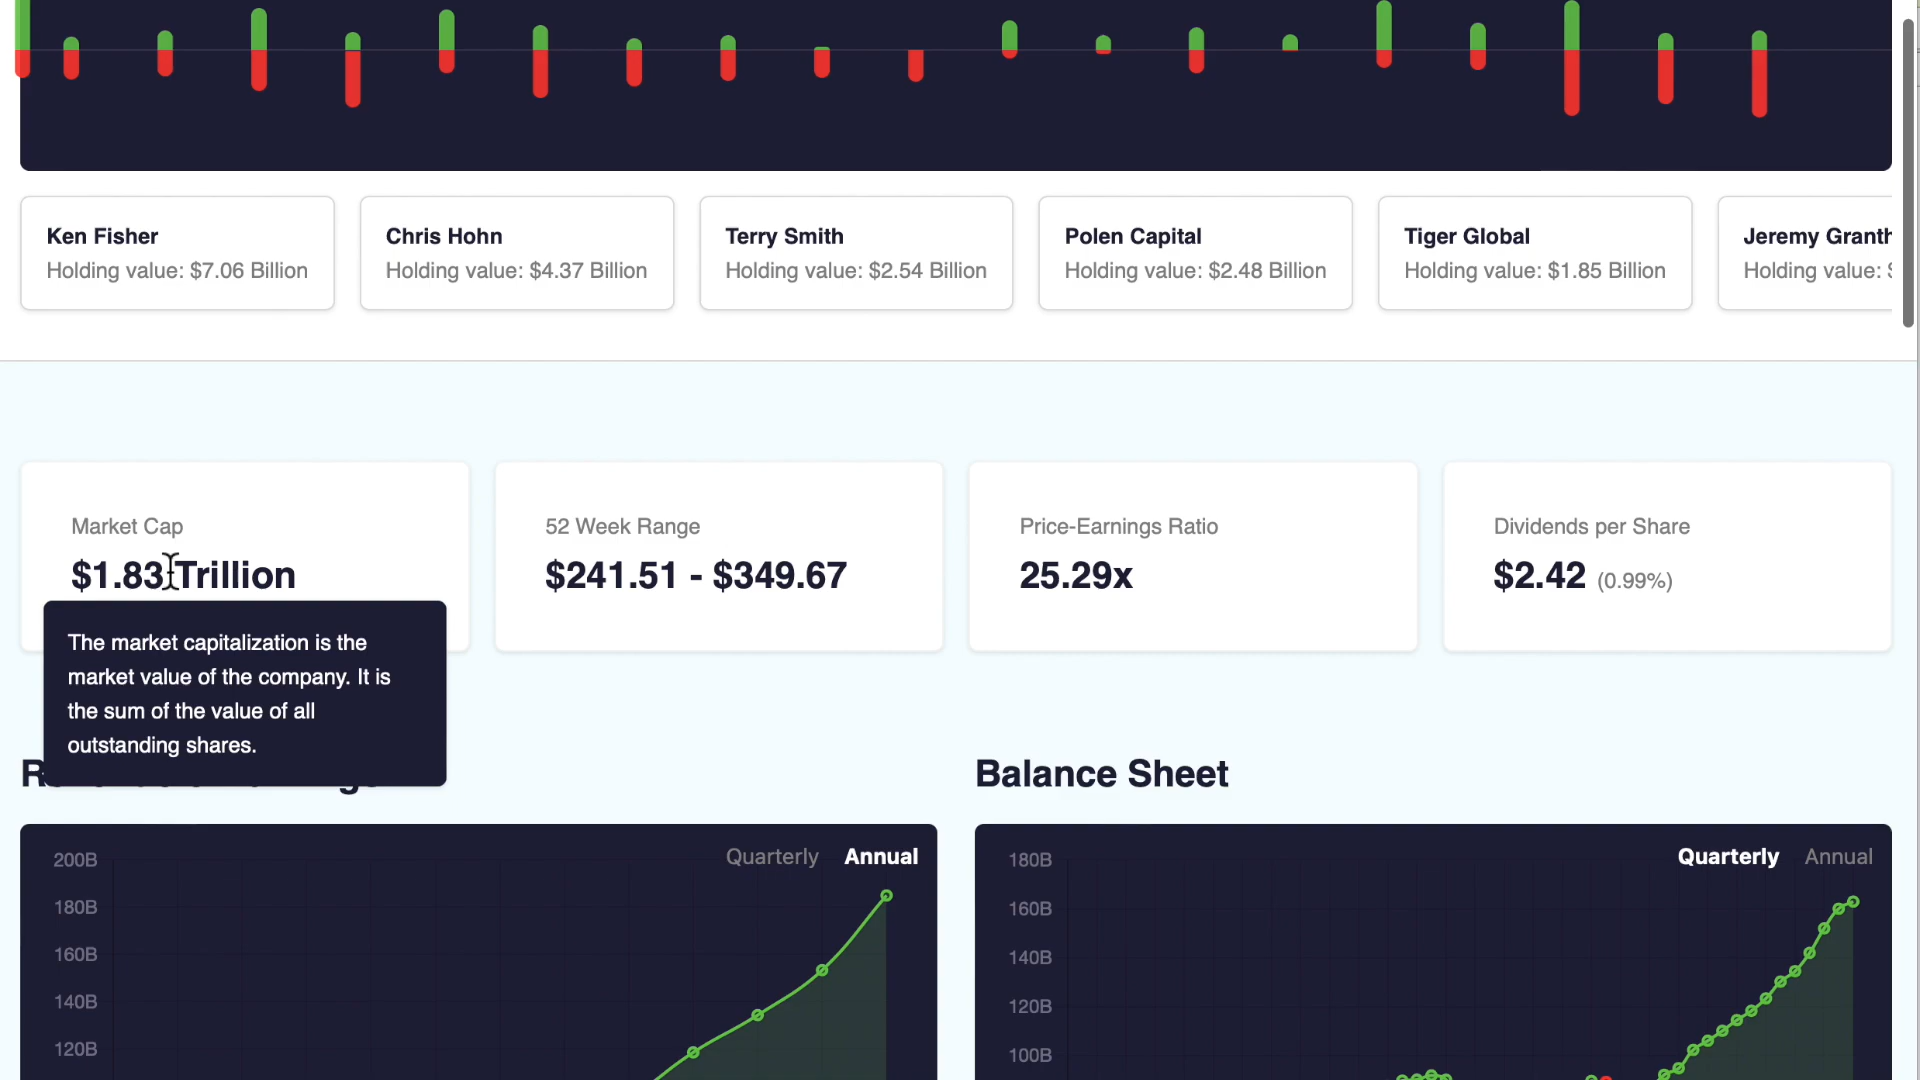 Ken Fisher
Holding value: $7.06 Billion
Chris Hohn
Holding value: $4.37 Billion
Terry Smith
Holding value: $2.54 Billion
Polen Capital
Holding value: $2.48 Billion
Tiger Global
Holding value: $1.85 Billion
Jeremy
Holding value:
Market Cap
$1.83 Trillion
The market capitalization is the
market value of the company. It is
the sum of the value of all
outstanding shares.
52 Week Range
$241.51 - $349.67
Price-Earnings Ratio
25.29x
Dividends per Share
$2.42 (0.99%)
Balance Sheet
Quarterly Annual
200B
180B
160B
140B
120B
Quarterly Annual
180B
160B
140B
120B
100B